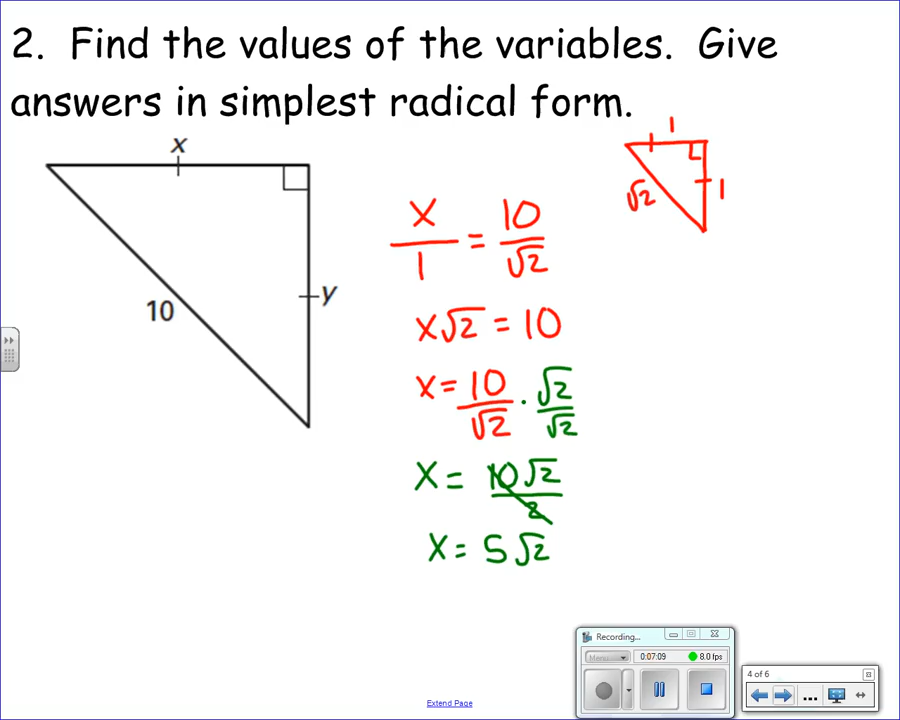 2. Find the values of the variables. Give
answers in simplest radical form.
x
10
y
1
1
√2
x/1 = 10/√2
x√2 = 10
x = 10/√2 · √2/√2
x = 10√2/2
x = 5√2
Recording...
Menu
0:07:09
8.0 fps
4 of 6
...
Extend Page